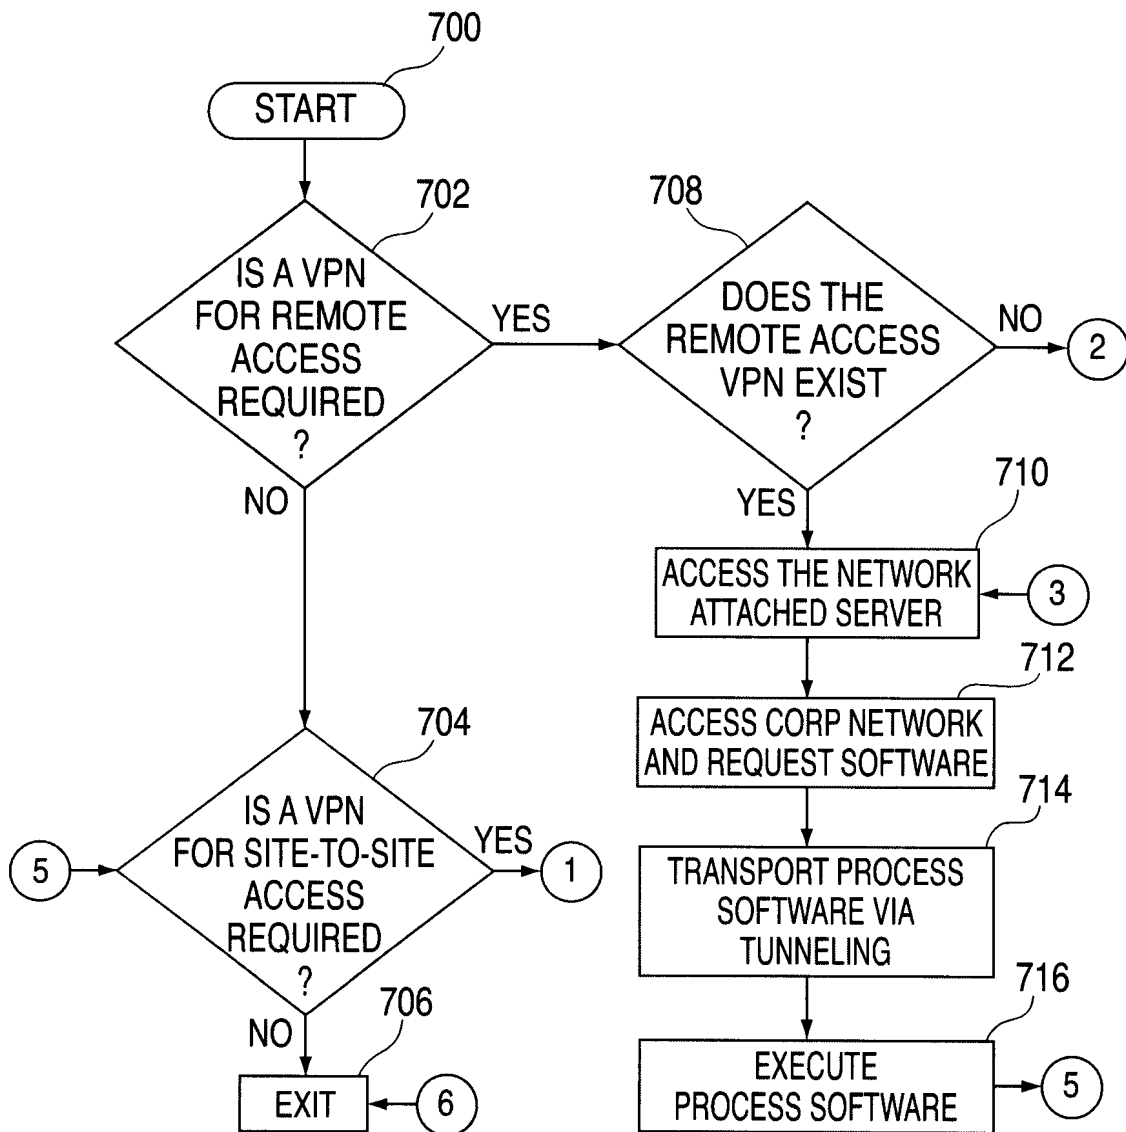 700
START
702
IS A VPN
FOR REMOTE
ACCESS
REQUIRED
?
YES
NO
708
DOES THE
REMOTE ACCESS
VPN EXIST
?
NO
2
YES
710
ACCESS THE NETWORK
ATTACHED SERVER
3
712
ACCESS CORP NETWORK
AND REQUEST SOFTWARE
714
TRANSPORT PROCESS
SOFTWARE VIA
TUNNELING
716
EXECUTE
PROCESS SOFTWARE
5
704
5
IS A VPN
FOR SITE-TO-SITE
ACCESS
REQUIRED
?
YES
1
NO
706
EXIT
6